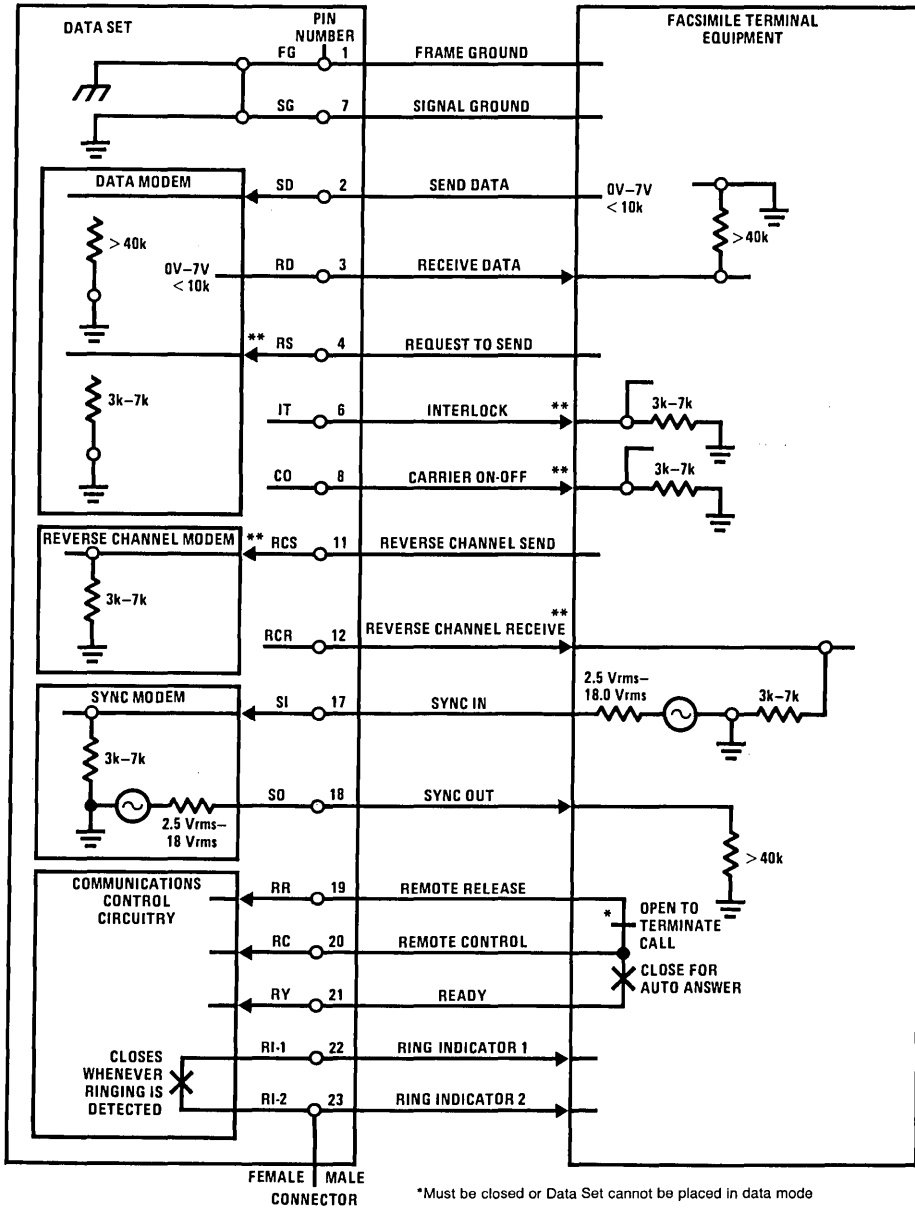 DATA SET
PIN
NUMBER
FACSIMILE TERMINAL
EQUIPMENT
FG 1 FRAME GROUND
SG 7 SIGNAL GROUND
DATA MODEM
SD 2 SEND DATA
0V–7V
< 10k
> 40k
> 40k
0V–7V
< 10k
RD 3 RECEIVE DATA
** RS 4 REQUEST TO SEND
3k–7k
IT 6 INTERLOCK **
3k–7k
CO 8 CARRIER ON-OFF **
3k–7k
REVERSE CHANNEL MODEM
** RCS 11 REVERSE CHANNEL SEND
3k–7k
RCR 12 REVERSE CHANNEL RECEIVE **
SYNC MODEM
SI 17 SYNC IN
2.5 Vrms–
18.0 Vrms
3k–7k
3k–7k
SO 18 SYNC OUT
2.5 Vrms–
18 Vrms
> 40k
COMMUNICATIONS
CONTROL
CIRCUITRY
RR 19 REMOTE RELEASE
* OPEN TO
TERMINATE
CALL
RC 20 REMOTE CONTROL
CLOSE FOR
AUTO ANSWER
RY 21 READY
CLOSES
WHENEVER
RINGING IS
DETECTED
RI-1 22 RING INDICATOR 1
RI-2 23 RING INDICATOR 2
FEMALE MALE
CONNECTOR
*Must be closed or Data Set cannot be placed in data mode